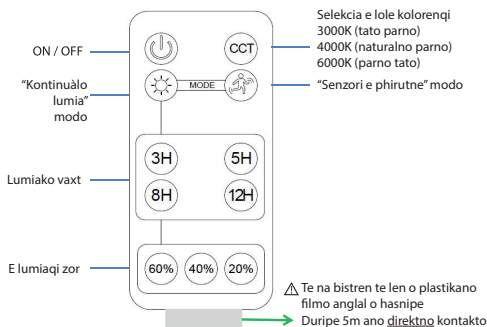 Selekcia e lole kolorenqi
3000K (tato parno)
4000K (naturalno parno)
6000K (parno tato)
ON / OFF
CCT
“Kontinuàlo
lumia”
modo
MODE
“Senzori e phirutne” modo
3H
5H
Lumiako vaxt
8H
12H
E lumiaqi zor
60%
40%
20%
Te na bistren te len o plastikano
filmo anglal o hasnipe
Duripe 5m ano direktno kontakto